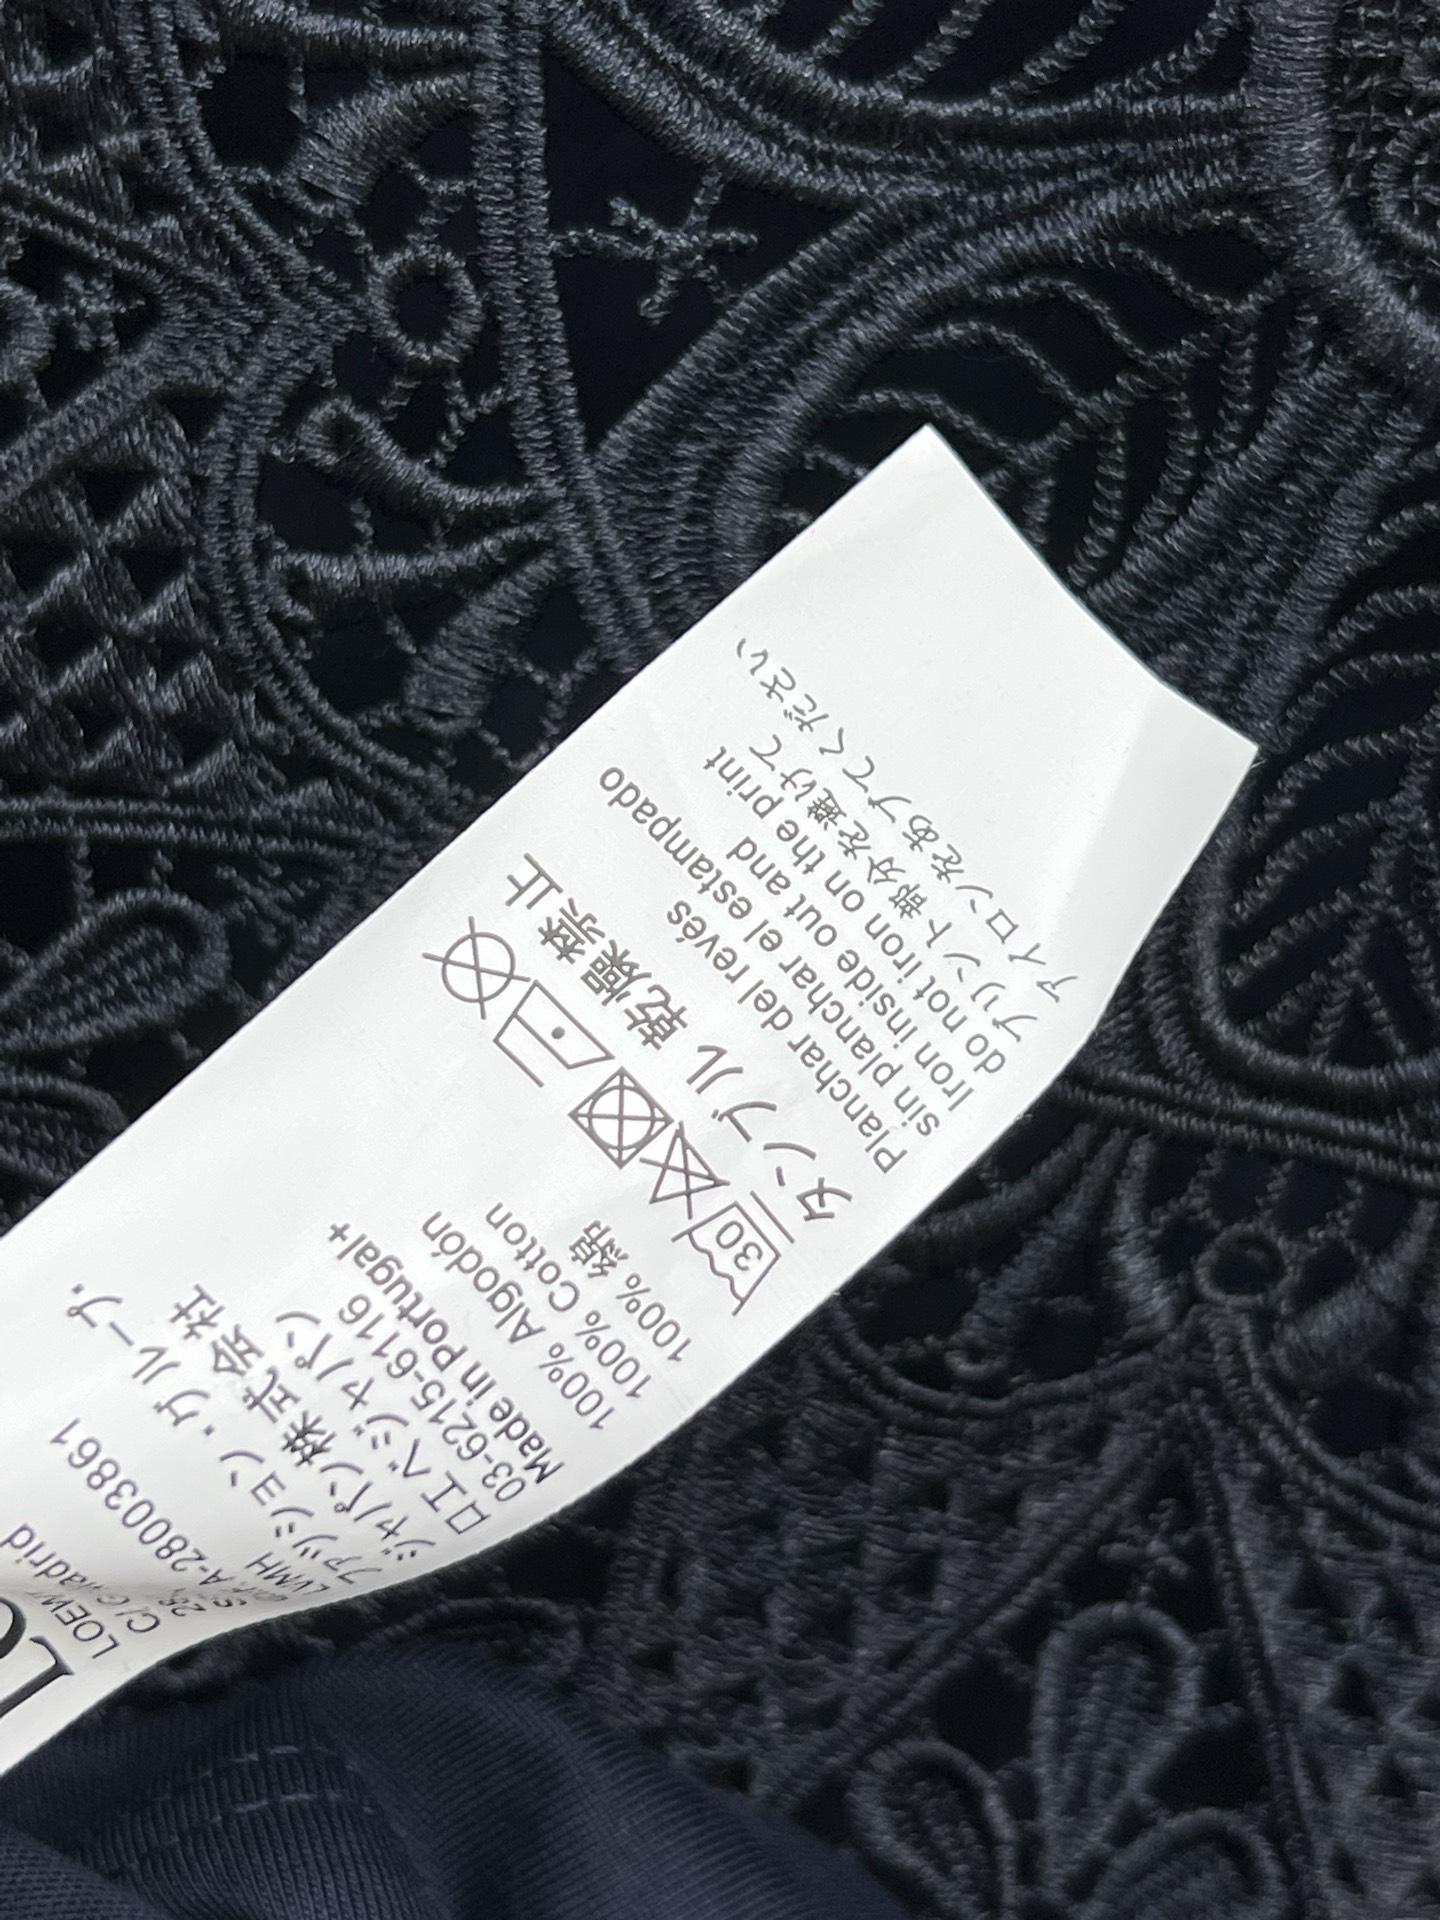 LO
LOEW
C/ G
Madrid
28
A-28003861
LVMH
ファッション・グループ・
ジャパン株式会社
ロエベジャパン
03-6215-6116
Made in Portugal+
100% Algodón
100% Cotton
100% 綿
30
タンブル 乾燥禁止
Planchar del revés
sin planchar el estampado
Iron inside out and
do not iron on the print
プリント部分を避けて
アイロンをあブてください